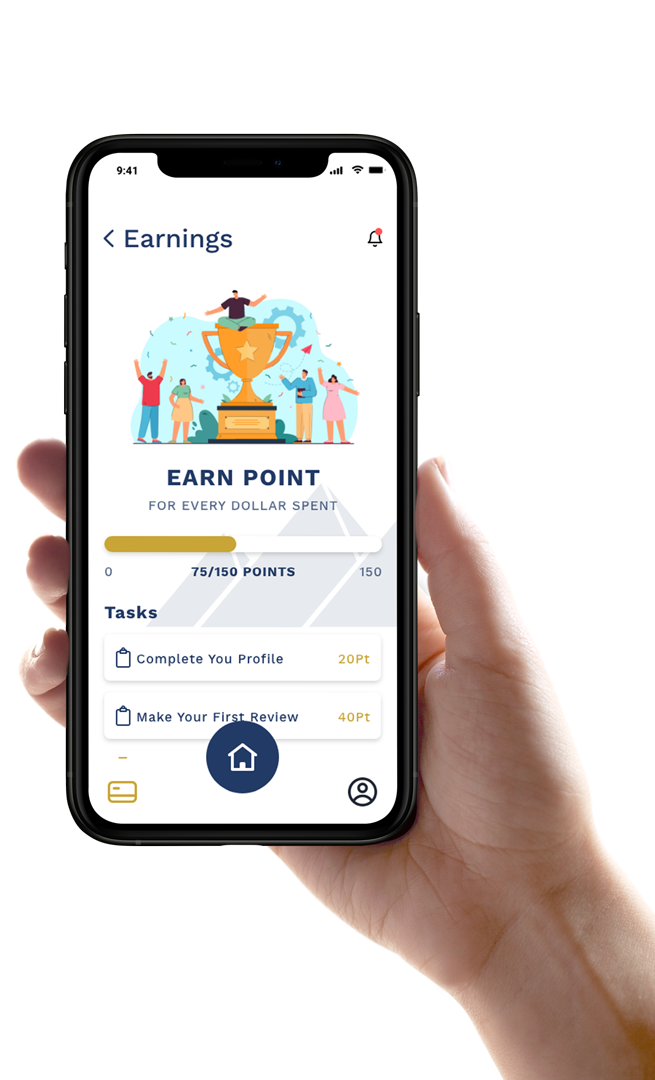 9:41
Earnings
EARN POINT
FOR EVERY DOLLAR SPENT
0 75/150 POINTS 150
Tasks
Complete You Profile 20Pt
Make Your First Review 40Pt